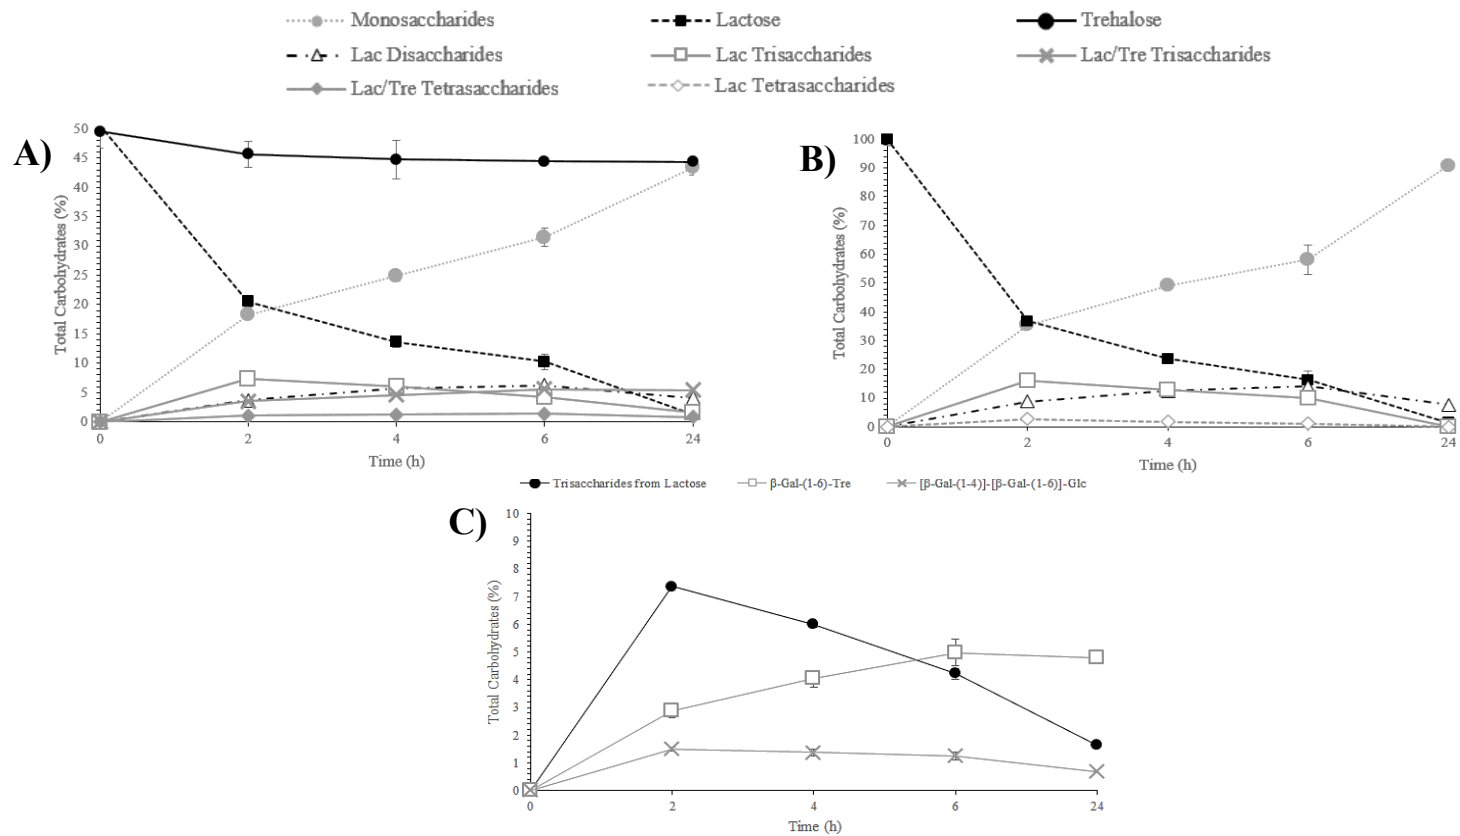 Monosaccharides Lactose Trehalose
Lac Disaccharides Lac Trisaccharides Lac/Tre Trisaccharides
Lac/Tre Tetrasaccharides Lac Tetrasaccharides
A)
Total Carbohydrates (%)
50
45
40
35
30
25
20
15
10
5
0
0 2 4 6 24
Time (h)
B)
Total Carbohydrates (%)
100
90
80
70
60
50
40
30
20
10
0
0 2 4 6 24
Time (h)
Trisaccharides from Lactose β-Gal-(1-6)-Tre [β-Gal-(1-4)]-[β-Gal-(1-6)]-Glc
C)
Total Carbohydrates (%)
10
9
8
7
6
5
4
3
2
1
0
0 2 4 6 24
Time (h)